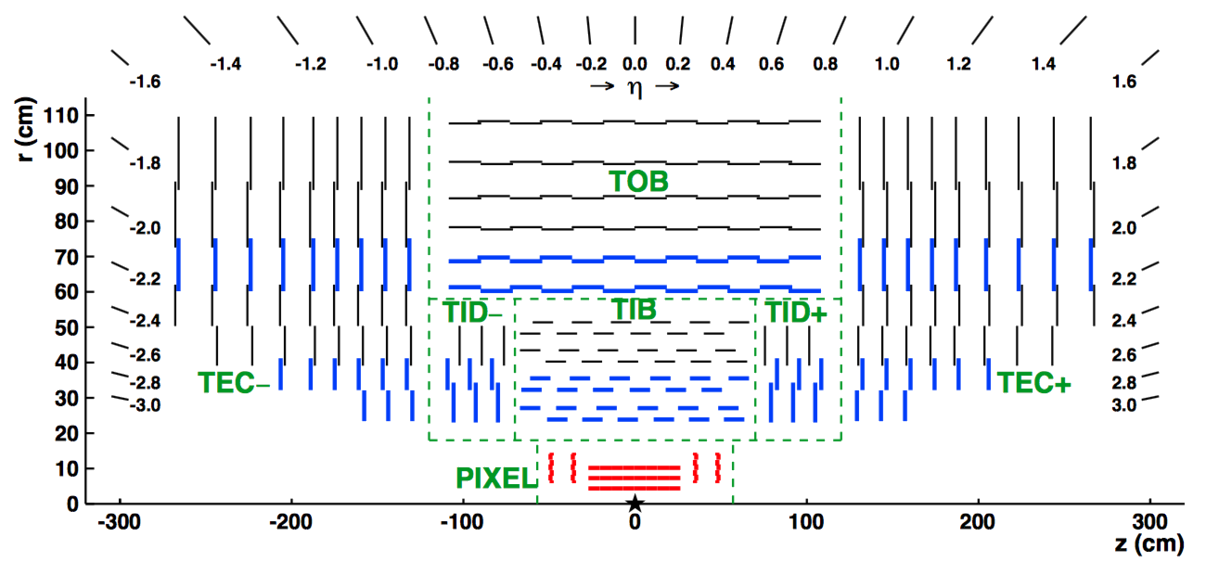 -1.4 -1.2 -1.0 -0.8 -0.6 -0.4 -0.2 0.0 0.2 0.4 0.6 0.8 1.0 1.2 1.4
-1.6 → η → 1.6
r (cm)
110
100
-1.8 1.8
90 TOB
80
-2.0 2.0
70
-2.2 2.2
60
TID− TIB TID+
-2.4 2.4
50
-2.6 2.6
40
TEC− TEC+
-2.8 2.8
30
-3.0 3.0
20
10
PIXEL
0
-300 -200 -100 0 100 200 300
z (cm)